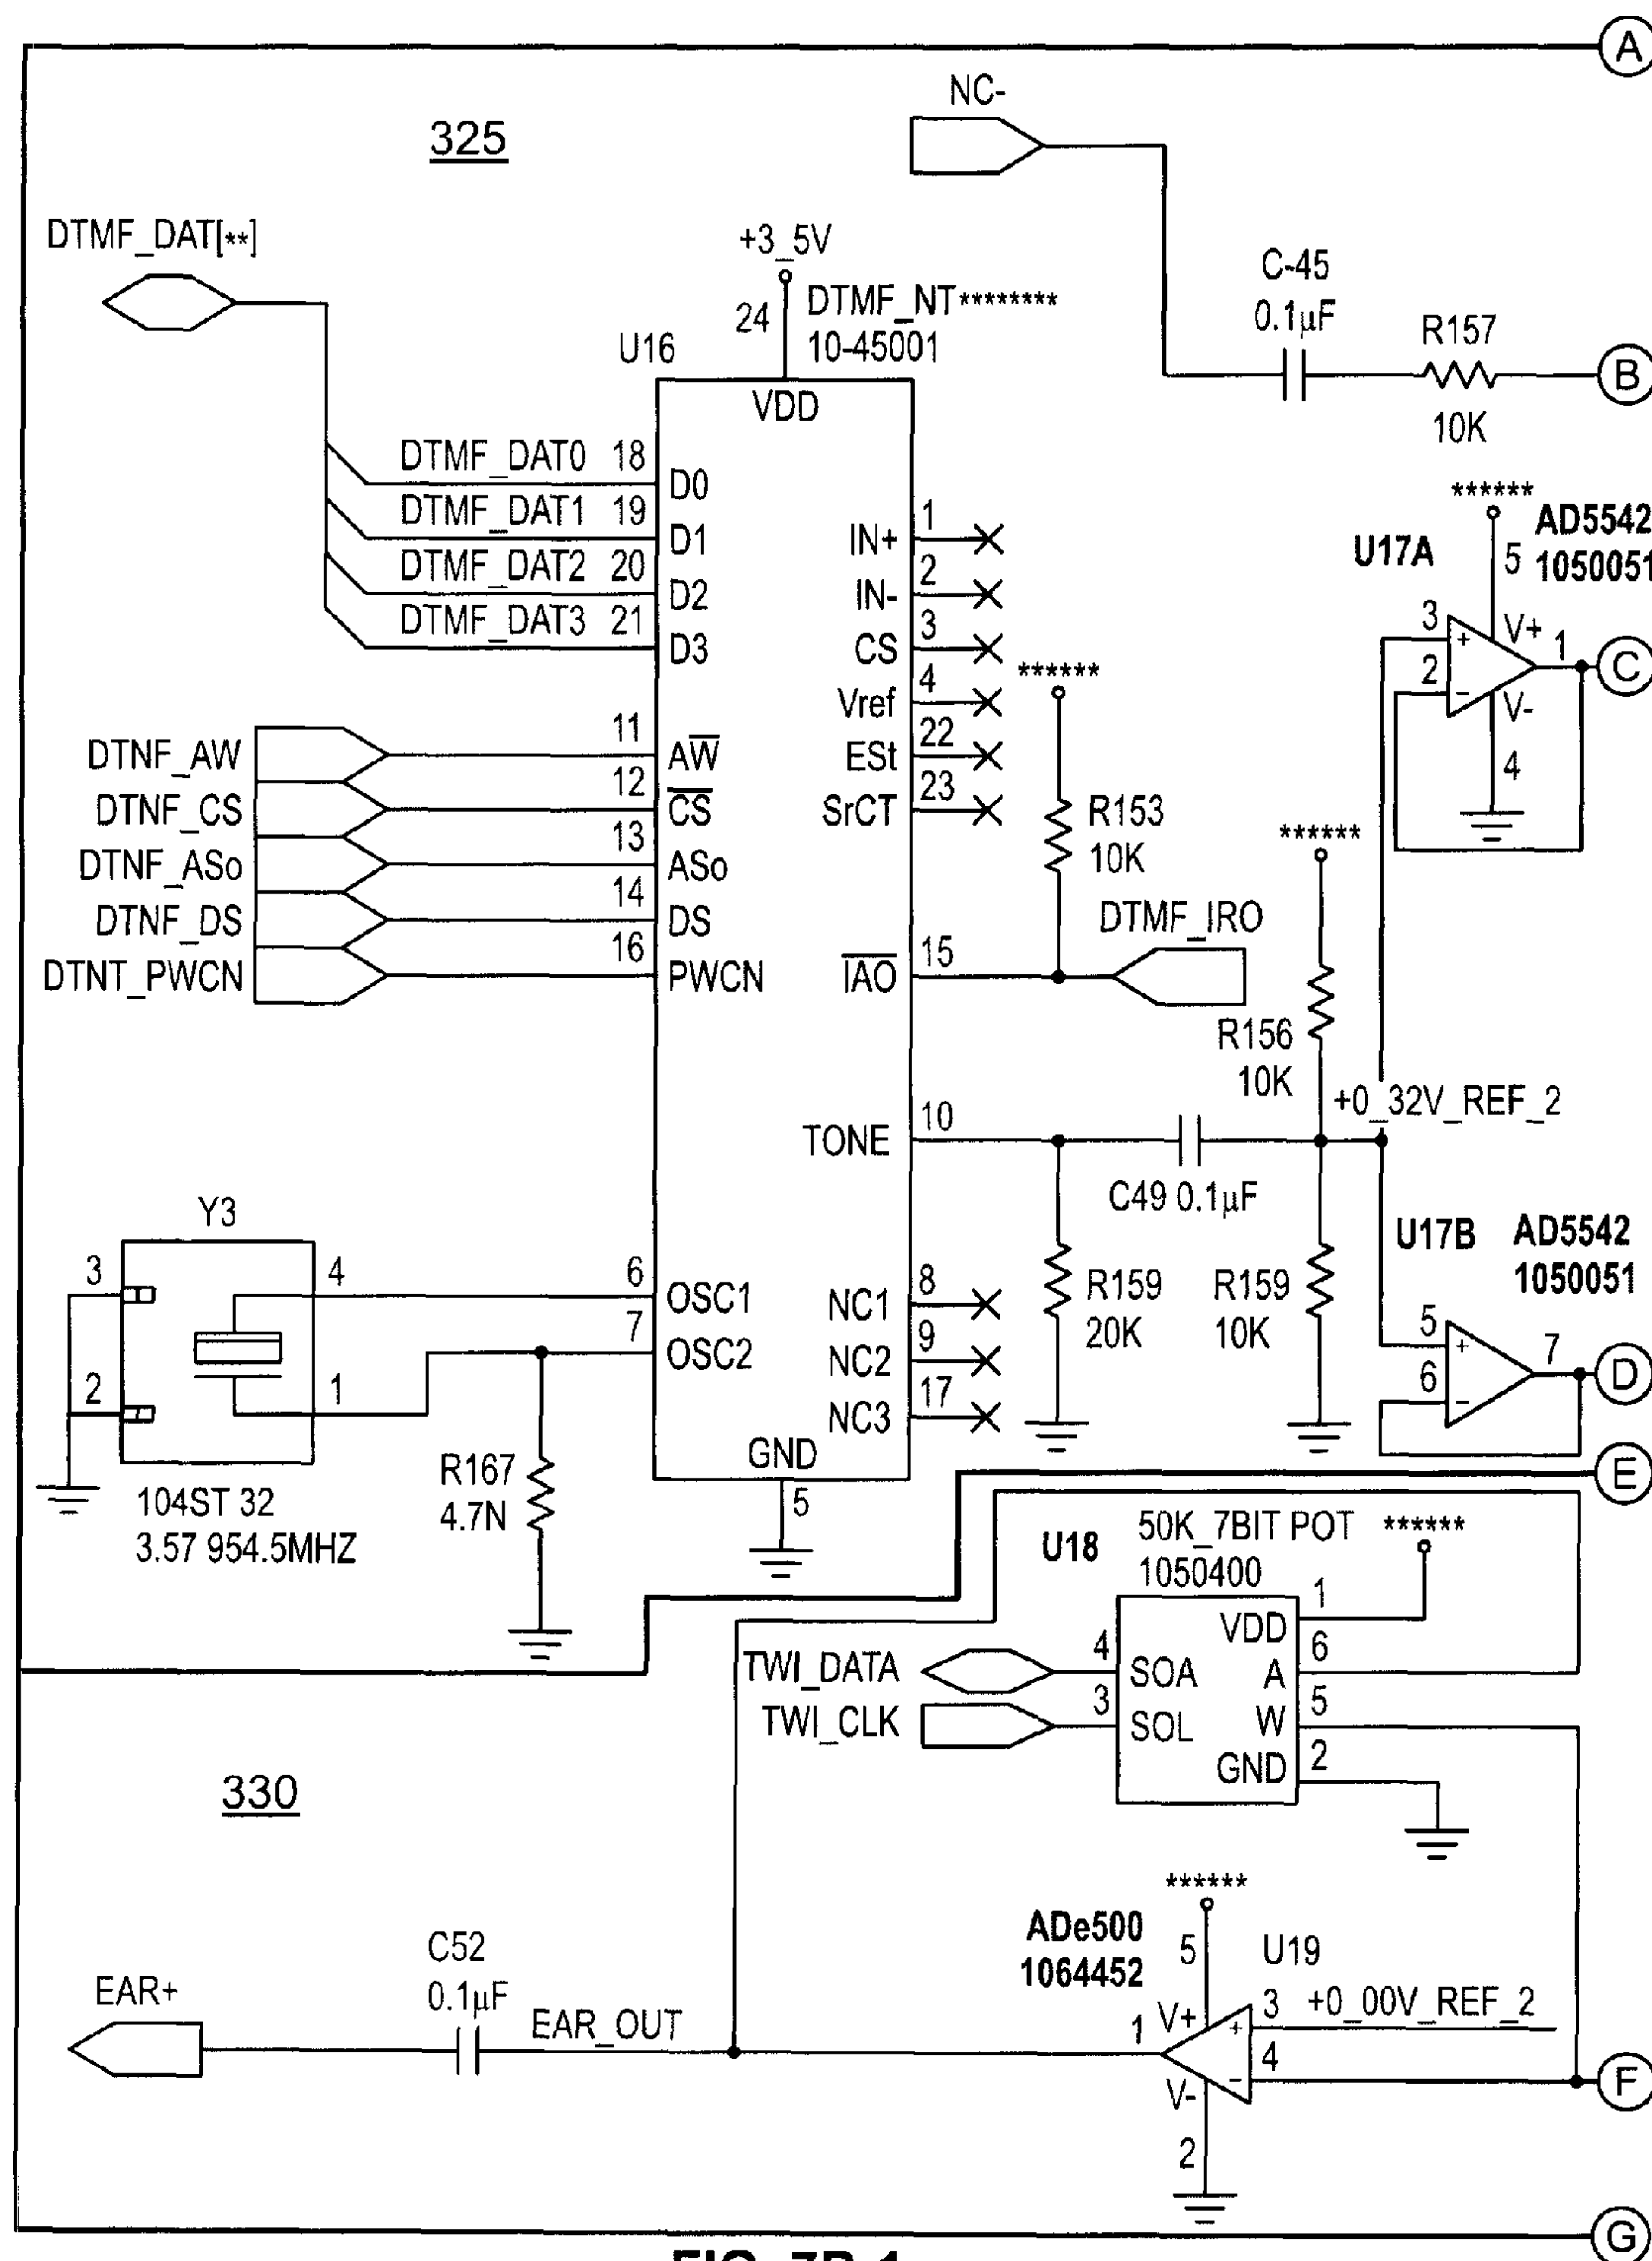 A
NC-
325
DTMF_DAT[**]
+3_5V
24
DTMF_NT********
10-45001
U16
VDD
C-45
0.1µF
R157
10K
B
DTMF_DAT0 18 D0
DTMF_DAT1 19 D1
DTMF_DAT2 20 D2
DTMF_DAT3 21 D3
1 IN+
2 IN-
3 CS
4 Vref
22 ESt
23 SrCT
******
AD5542
1050051
U17A
5
3 +
2 -
V+
1
V-
4
C
DTNF_AW 11 AW
DTNF_CS 12 CS
DTNF_ASo 13 ASo
DTNF_DS 14 DS
DTNT_PWCN 16 PWCN
******
R153
10K
DTMF_IRO
IAO 15
******
R156
10K
+0_32V_REF_2
TONE 10
C49 0.1µF
R159
20K
R159
10K
U17B
AD5542
1050051
5 +
6 -
7
D
Y3
3
2
4
1
104ST 32
3.57 954.5MHZ
6 OSC1
7 OSC2
NC1 8
NC2 9
NC3 17
GND
5
R167
4.7N
E
U18
50K_7BIT POT
1050400
******
TWI_DATA 4 SOA
TWI_CLK 3 SOL
VDD 1
A 6
W 5
GND 2
330
******
ADe500
1064452
5
U19
EAR+
C52
0.1µF
EAR_OUT
1
V+
V-
3 +
+0_00V_REF_2
4 -
2
F
G
FIG. 7B-1